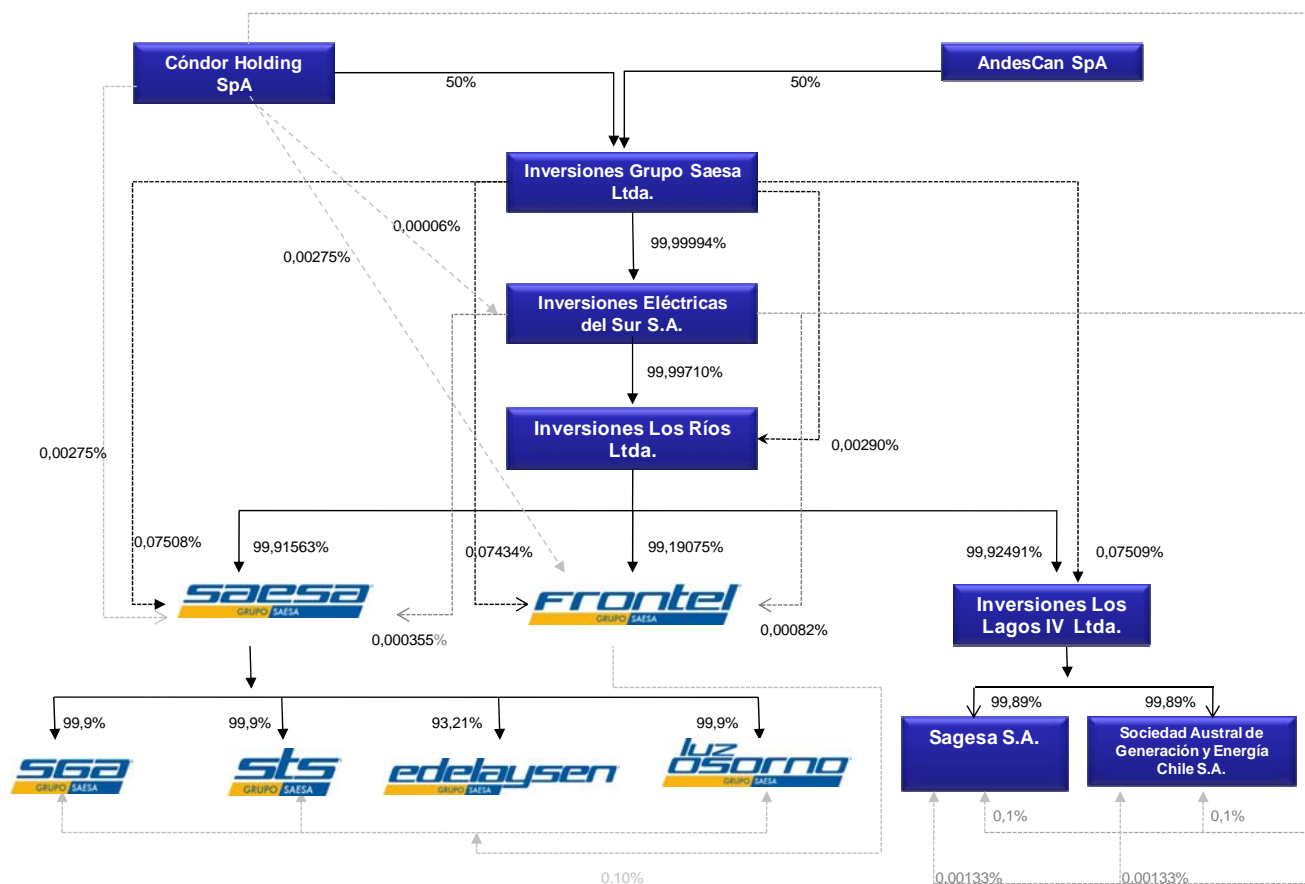 Cóndor Holding
SpA
AndesCan SpA
50%
50%
Inversiones Grupo Saesa
Ltda.
0,00006%
0,00275%
99,99994%
Inversiones Eléctricas
del Sur S.A.
99,99710%
Inversiones Los Ríos
Ltda.
0,00275%
0,00290%
0,07508%
99,91563%
0,07434%
99,19075%
99,92491%
0,07509%
saesa
GRUPO SAESA
frontel
GRUPO SAESA
Inversiones Los
Lagos IV Ltda.
0,000355%
0,00082%
99,9%
99,9%
93,21%
99,9%
99,89%
99,89%
sga
GRUPO SAESA
sts
GRUPO SAESA
edelaysen
GRUPO SAESA
luz
osorno
GRUPO SAESA
Sagesa S.A.
Sociedad Austral de
Generación y Energía
Chile S.A.
0,1%
0,1%
0.10%
0,00133%
0,00133%